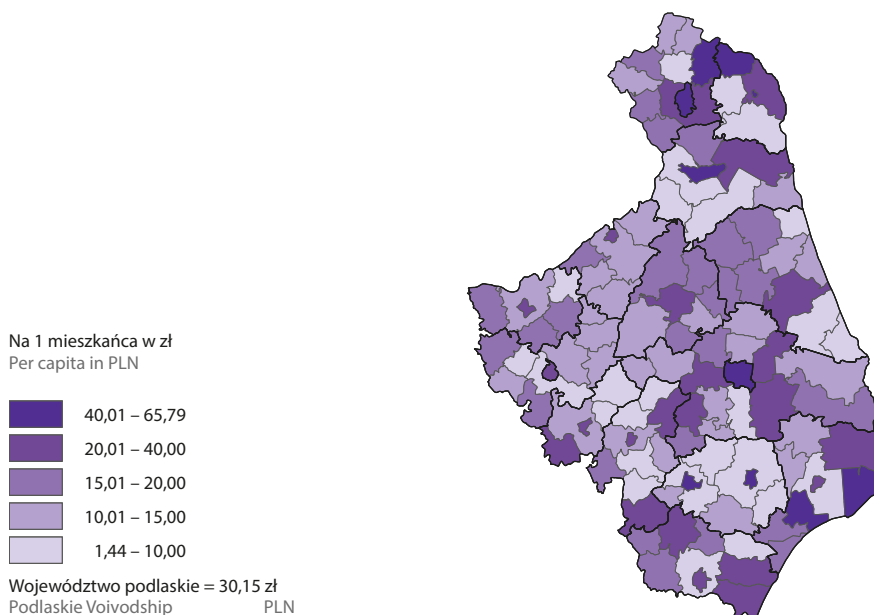 Na 1 mieszkańca w zł
Per capita in PLN
40,01 – 65,79
20,01 – 40,00
15,01 – 20,00
10,01 – 15,00
1,44 – 10,00
Województwo podlaskie = 30,15 zł
Podlaskie Voivodship PLN